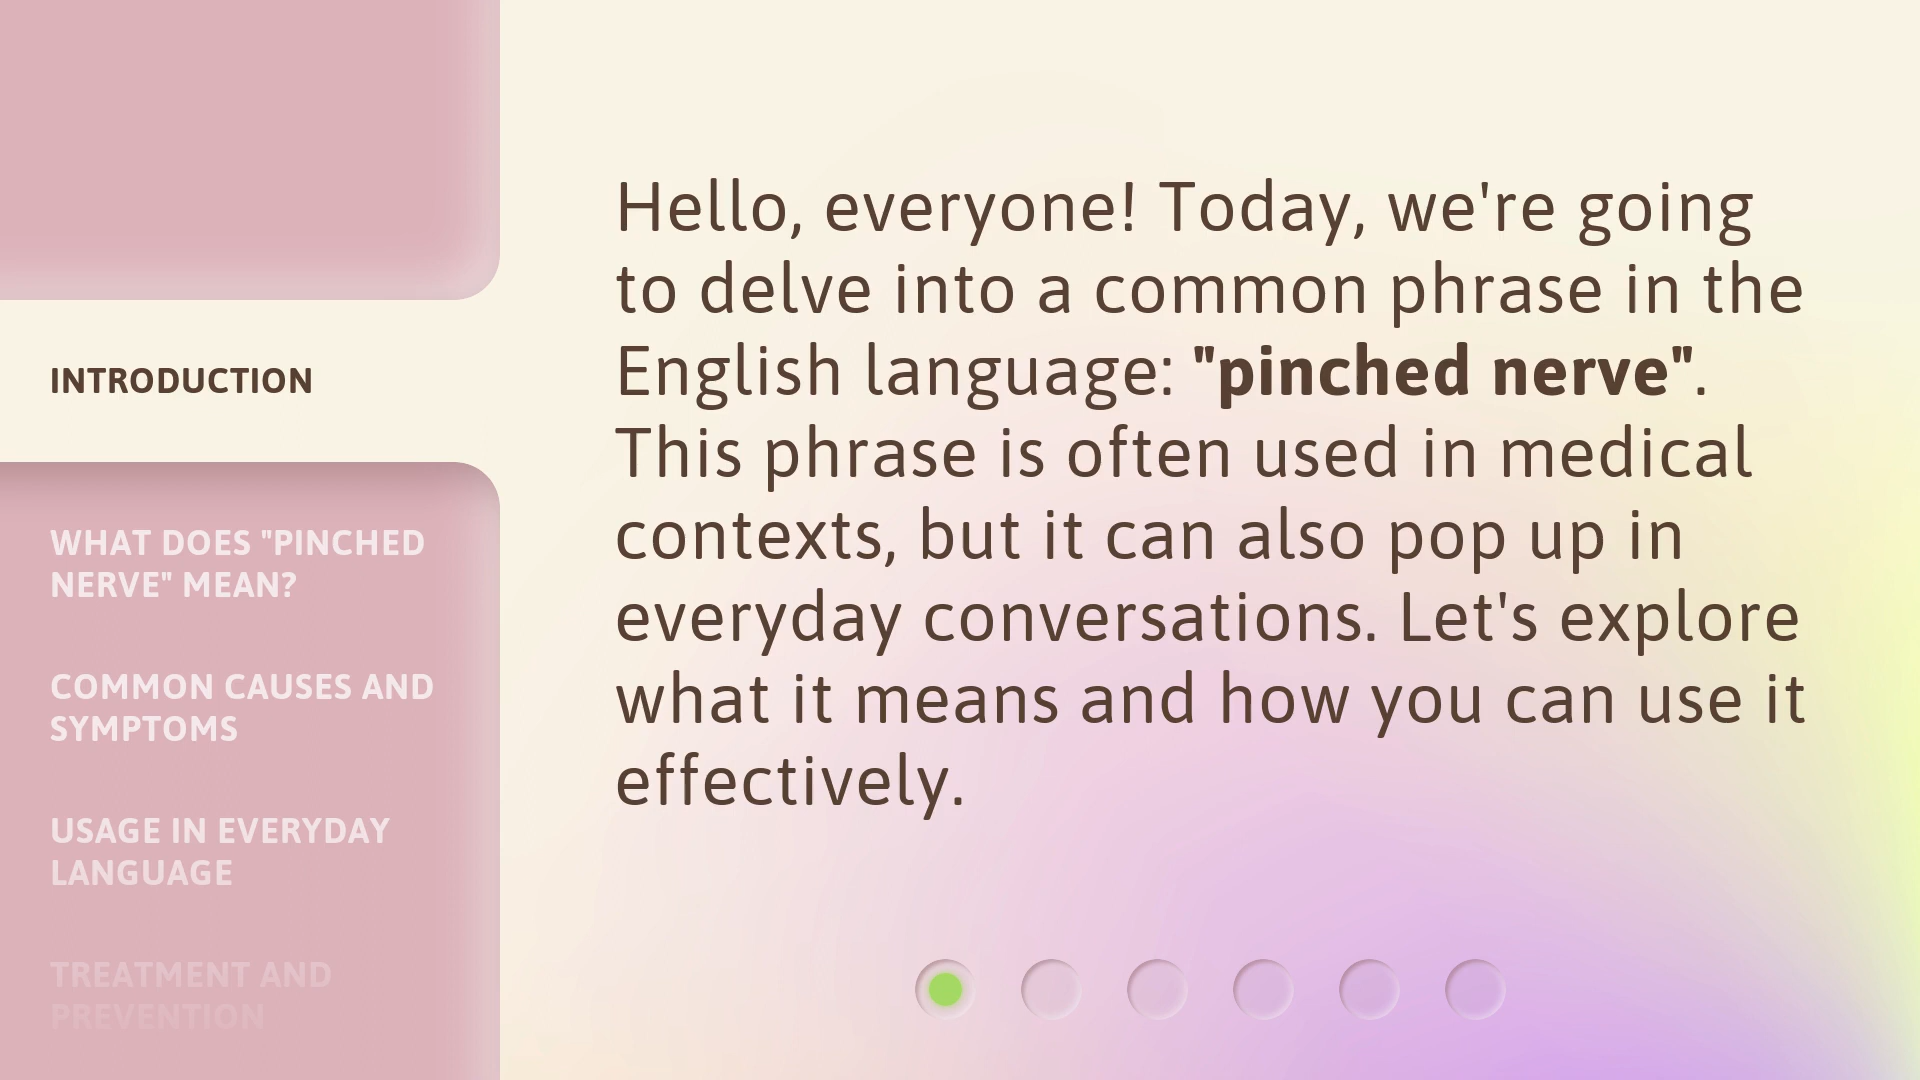 INTRODUCTION
WHAT DOES "PINCHED
NERVE" MEAN?
COMMON CAUSES AND
SYMPTOMS
USAGE IN EVERYDAY
LANGUAGE
TREATMENT AND
PREVENTION
Hello, everyone! Today, we're going
to delve into a common phrase in the
English language: "pinched nerve".
This phrase is often used in medical
contexts, but it can also pop up in
everyday conversations. Let's explore
what it means and how you can use it
effectively.